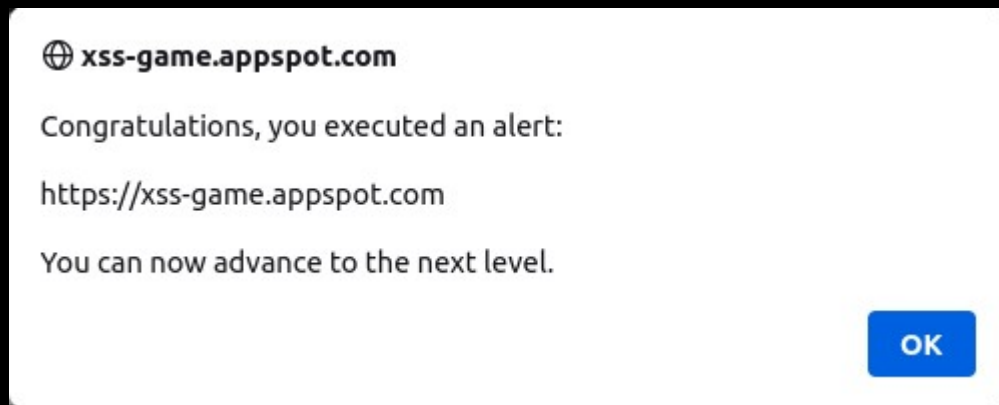 xss-game.appspot.com
Congratulations, you executed an alert:
https://xss-game.appspot.com
You can now advance to the next level.
OK